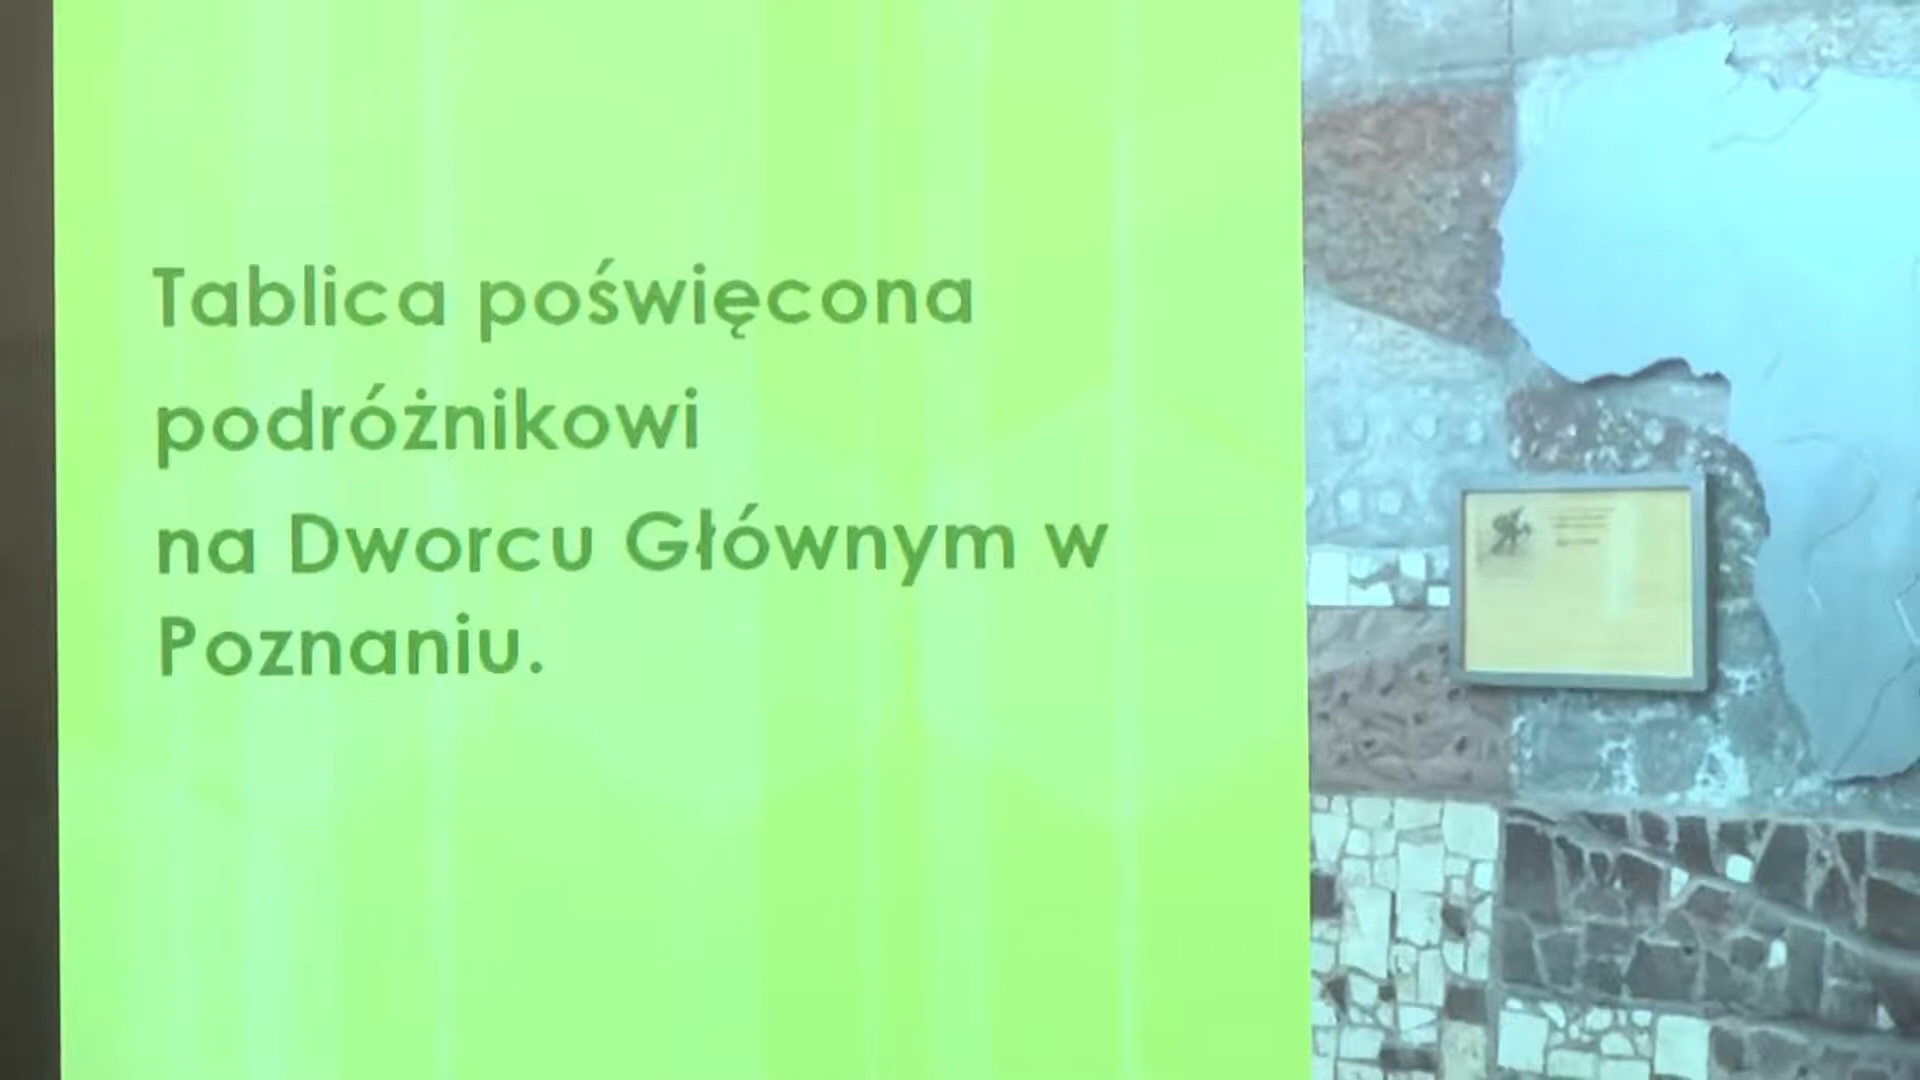 Tablica poświęcona
podróżnikowi
na Dworcu Głównym w
Poznaniu.